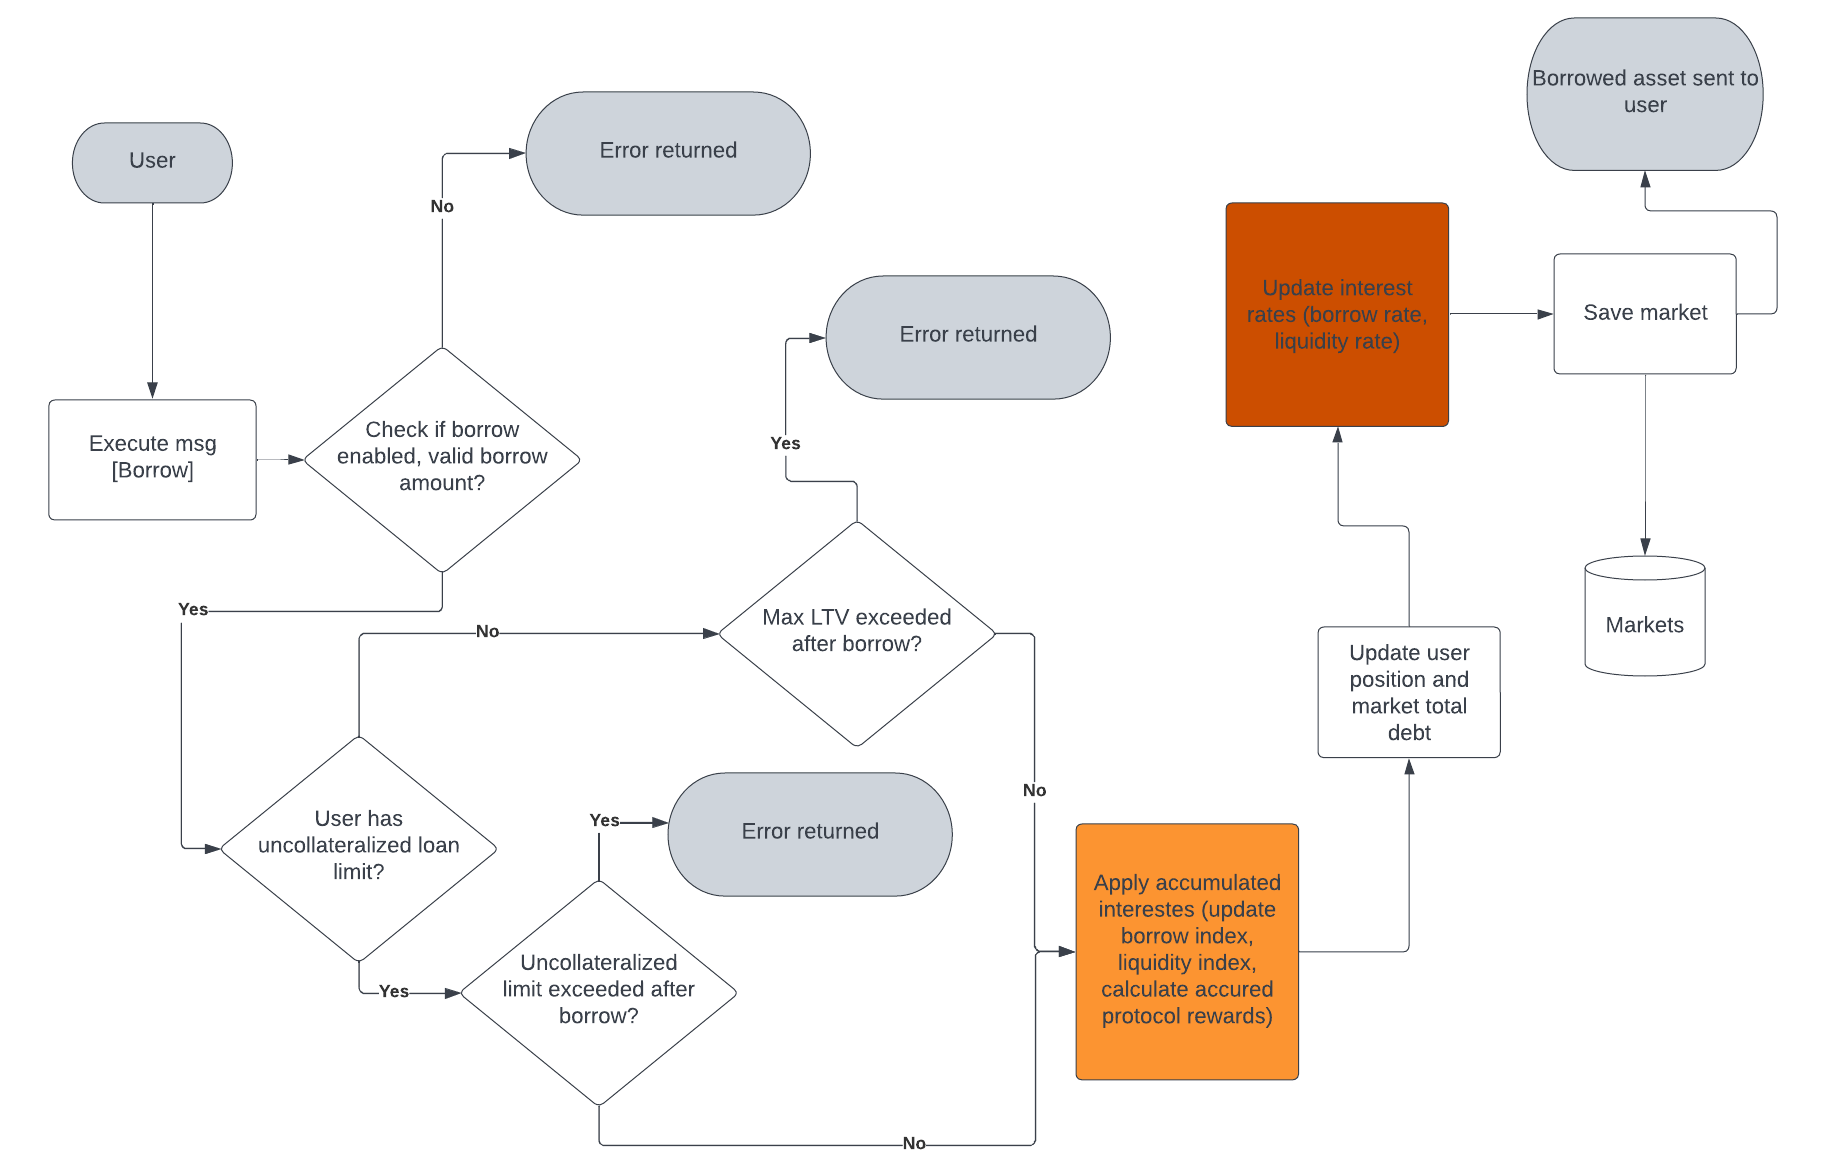 User
Execute msg
[Borrow]
Check if borrow
enabled, valid borrow
amount?
No
Error returned
Yes
User has
uncollateralized loan
limit?
No
Max LTV exceeded
after borrow?
Yes
Error returned
No
Yes
Uncollateralized
limit exceeded after
borrow?
Yes
Error returned
No
Apply accumulated
interestes (update
borrow index,
liquidity index,
calculate accured
protocol rewards)
Update user
position and
market total
debt
Update interest
rates (borrow rate,
liquidity rate)
Save market
Markets
Borrowed asset sent to
user